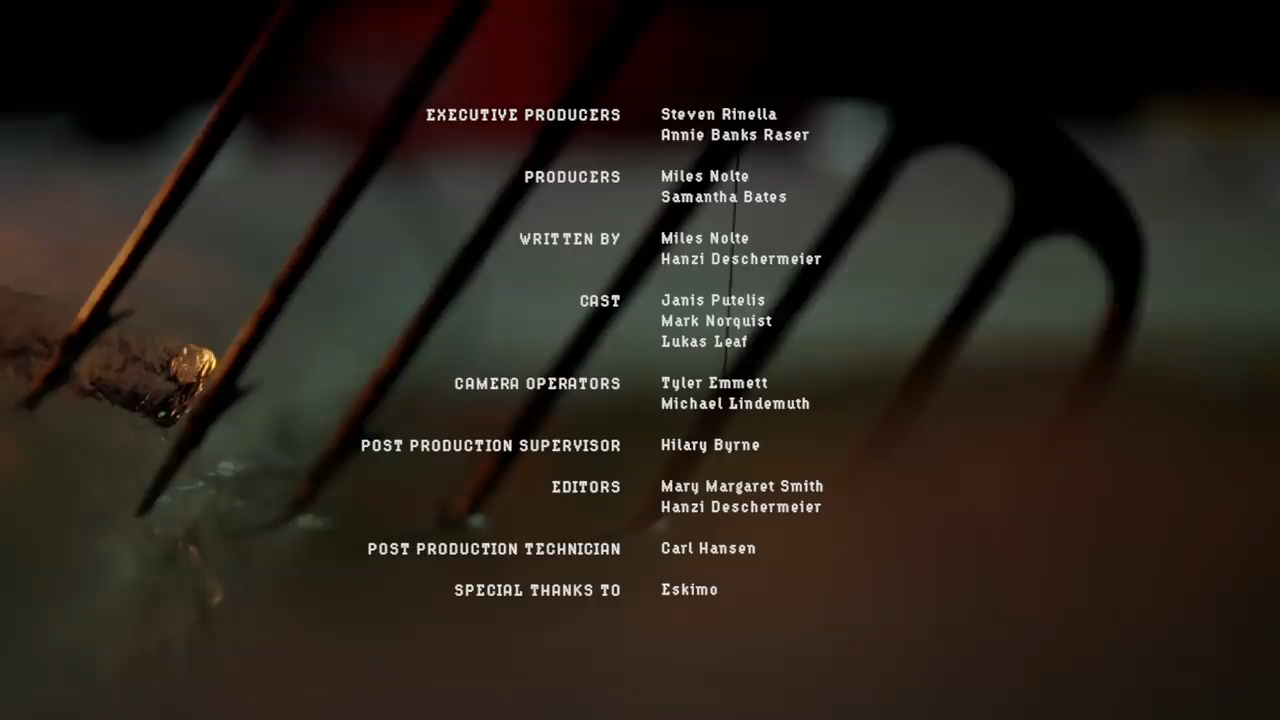 EXECUTIVE PRODUCERS Steven Rinella
Annie Banks Raser
PRODUCERS Miles Nolte
Samantha Bates
WRITTEN BY Miles Nolte
Hanzi Deschermeier
CAST Janis Putelis
Mark Norquist
Lukas Leaf
CAMERA OPERATORS Tyler Emmett
Michael Lindemuth
POST PRODUCTION SUPERVISOR Hilary Byrne
EDITORS Mary Margaret Smith
Hanzi Deschermeier
POST PRODUCTION TECHNICIAN Carl Hansen
SPECIAL THANKS TO Eskimo